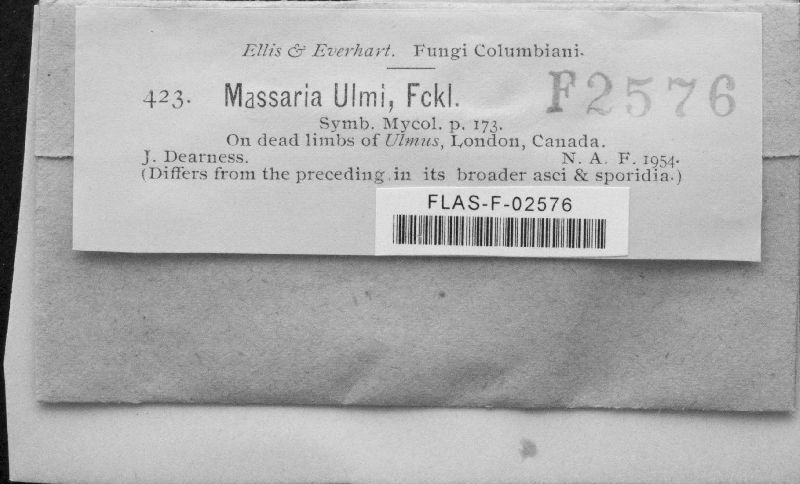 Ellis & Everhart. Fungi Columbiani.
423. Massaria Ulmi, Fckl. F2576
Symb. Mycol. p. 173.
On dead limbs of Ulmus, London, Canada.
J. Dearness. N. A. F. 1954.
(Differs from the preceding in its broader asci & sporidia.)
FLAS-F-02576